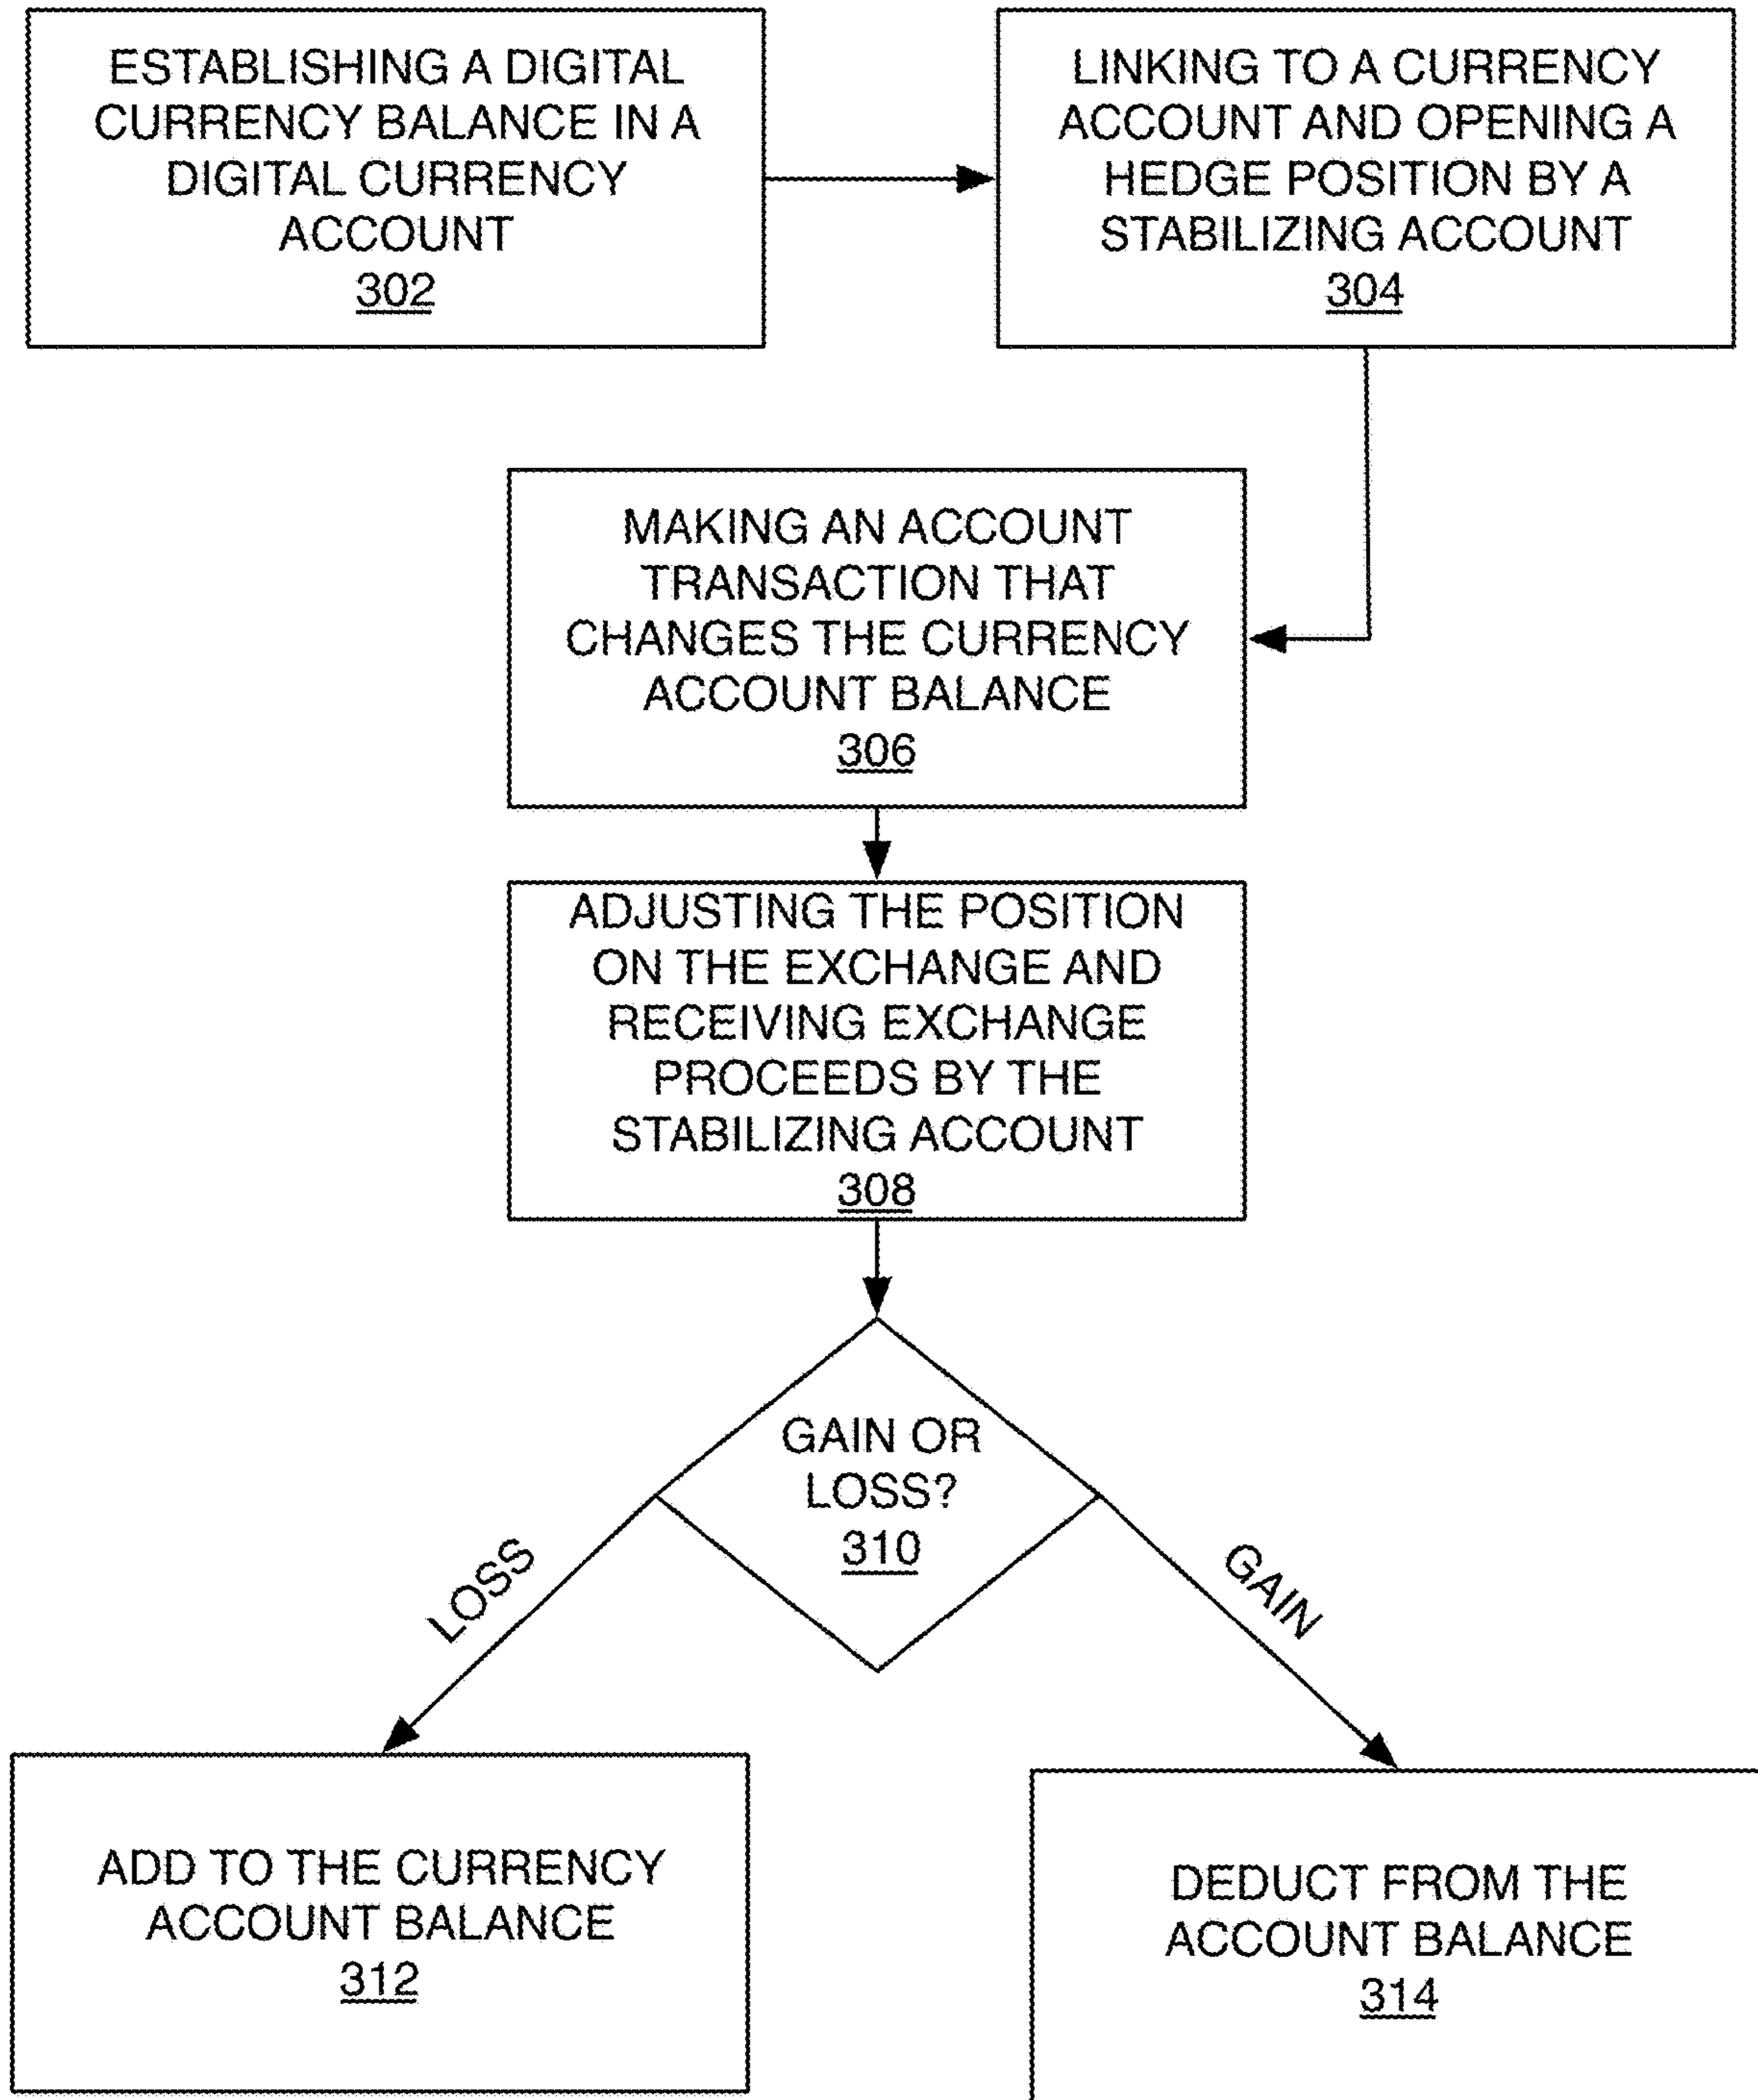 ESTABLISHING A DIGITAL
CURRENCY BALANCE IN A
DIGITAL CURRENCY
ACCOUNT
302
LINKING TO A CURRENCY
ACCOUNT AND OPENING A
HEDGE POSITION BY A
STABILIZING ACCOUNT
304
MAKING AN ACCOUNT
TRANSACTION THAT
CHANGES THE CURRENCY
ACCOUNT BALANCE
306
ADJUSTING THE POSITION
ON THE EXCHANGE AND
RECEIVING EXCHANGE
PROCEEDS BY THE
STABILIZING ACCOUNT
308
GAIN OR
LOSS?
310
LOSS
GAIN
ADD TO THE CURRENCY
ACCOUNT BALANCE
312
DEDUCT FROM THE
ACCOUNT BALANCE
314